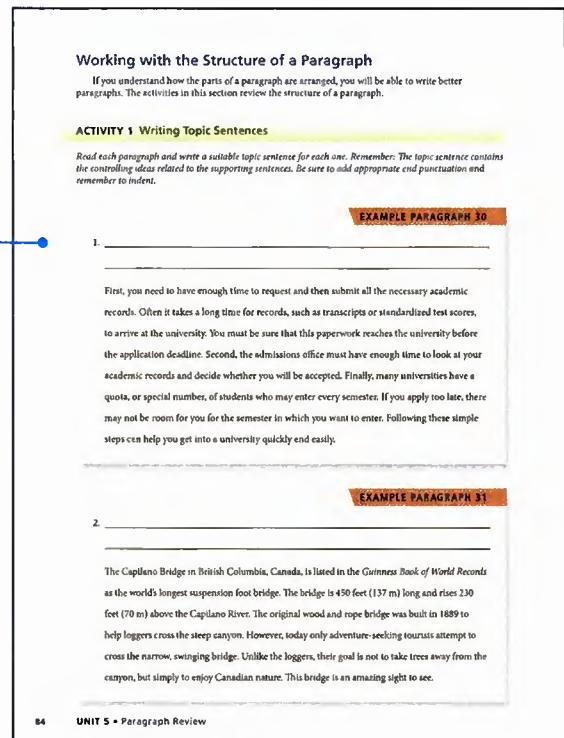 Working with the Structure of a Paragraph
If you understand how the parts of a paragraph are arranged, you will be able to write better
paragraphs. The activities in this section review the structure of a paragraph.
ACTIVITY 1 Writing Topic Sentences
Read each paragraph and write a suitable topic sentence for each one. Remember: The topic sentence contains
the controlling ideas related to the supporting sentences. Be sure to add appropriate end punctuation and
remember to indent.
EXAMPLE PARAGRAPH 30
1.
First, you need to have enough time to request and then submit all the necessary academic
records. Often it takes a long time for records, such as transcripts or standardized test scores,
to arrive at the university. You must be sure that this paperwork reaches the university before
the application deadline. Second, the admissions office must have enough time to look at your
academic records and decide whether you will be accepted. Finally, many universities have a
quota, or special number, of students who may enter every semester. If you apply too late, there
may not be room for you for the semester in which you want to enter. Following these simple
steps can help you get into a university quickly end easily.
EXAMPLE PARAGRAPH 31
2.
The Capilano Bridge in British Columbia, Canada, is listed in the Guinness Book of World Records
as the world's longest suspension foot bridge. The bridge is 450 feet (137 m) long and rises 230
feet (70 m) above the Capilano River. The original wood and rope bridge was built in 1889 to
help loggers cross the steep canyon. However, today only adventure-seeking tourists attempt to
cross the narrow, swinging bridge. Unlike the loggers, their goal is not to take trees away from the
canyon, but simply to enjoy Canadian nature. This bridge is an amazing sight to see.
84 UNIT 5 • Paragraph Review